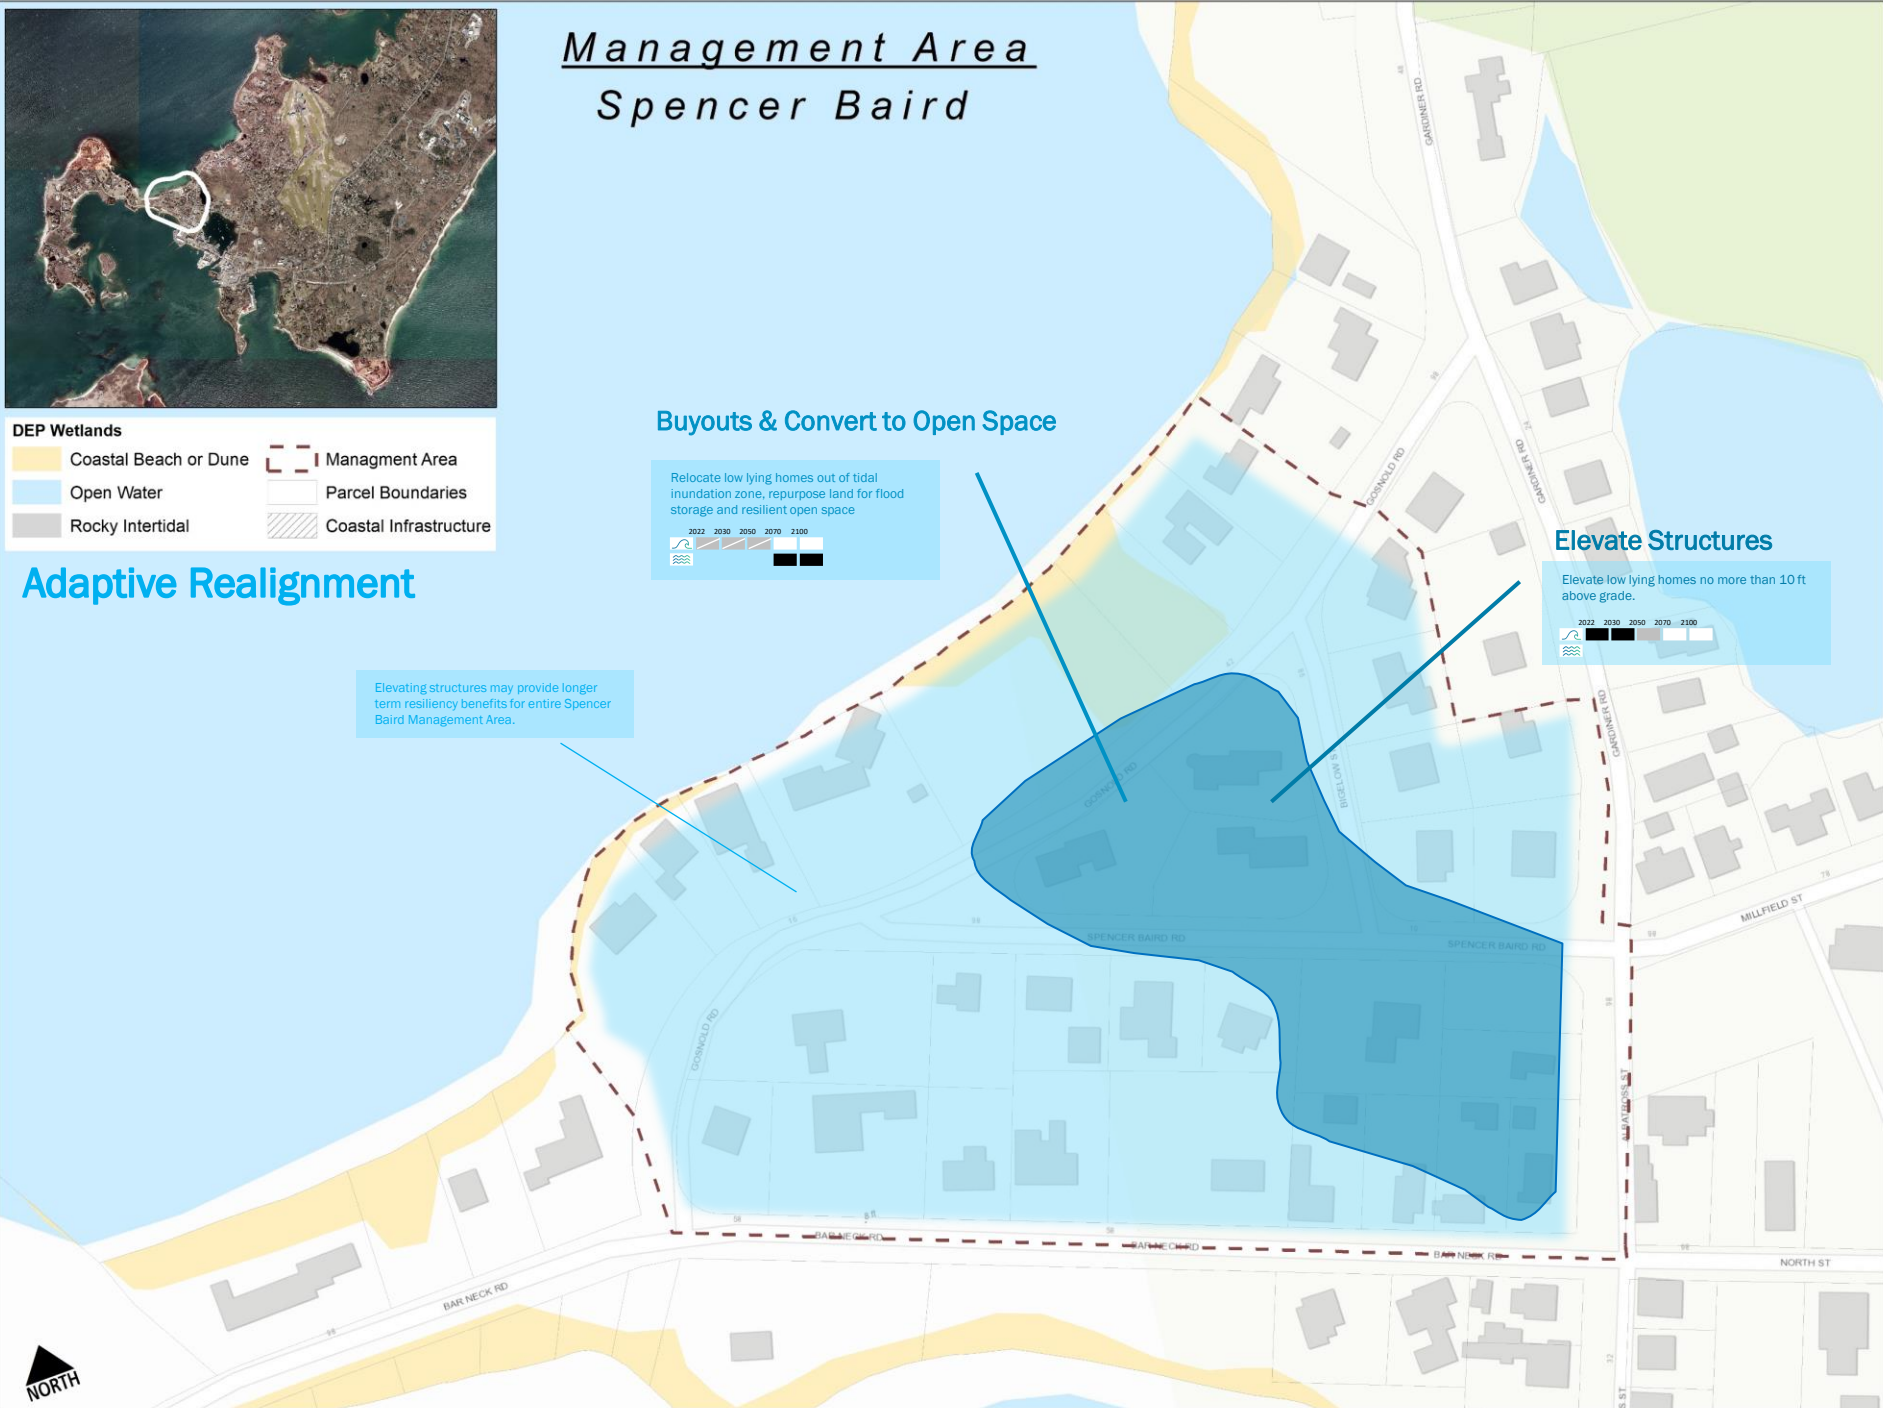 Management Area
Spencer Baird
DEP Wetlands
Coastal Beach or Dune
Managment Area
Open Water
Parcel Boundaries
Rocky Intertidal
Coastal Infrastructure
Adaptive Realignment
Buyouts & Convert to Open Space
Relocate low lying homes out of tidal
inundation zone, repurpose land for flood
storage and resilient open space
2022 2030 2050 2070 2100
Elevate Structures
Elevate low lying homes no more than 10 ft
above grade.
2022 2030 2050 2070 2100
Elevating structures may provide longer
term resiliency benefits for entire Spencer
Baird Management Area.
GARDINER RD
GOSNOLD RD
GARDINER RD
GARDINER RD
GOSNOLD RD
BIGELOW S
MILLFIELD ST
SPENCER BAIRD RD
SPENCER BAIRD RD
GOSNOLD RD
ALBATROSS ST
BAR NECK RD
BAR NECK RD
BAR NECK RD
NORTH ST
BAR NECK RD
S ST
NORTH